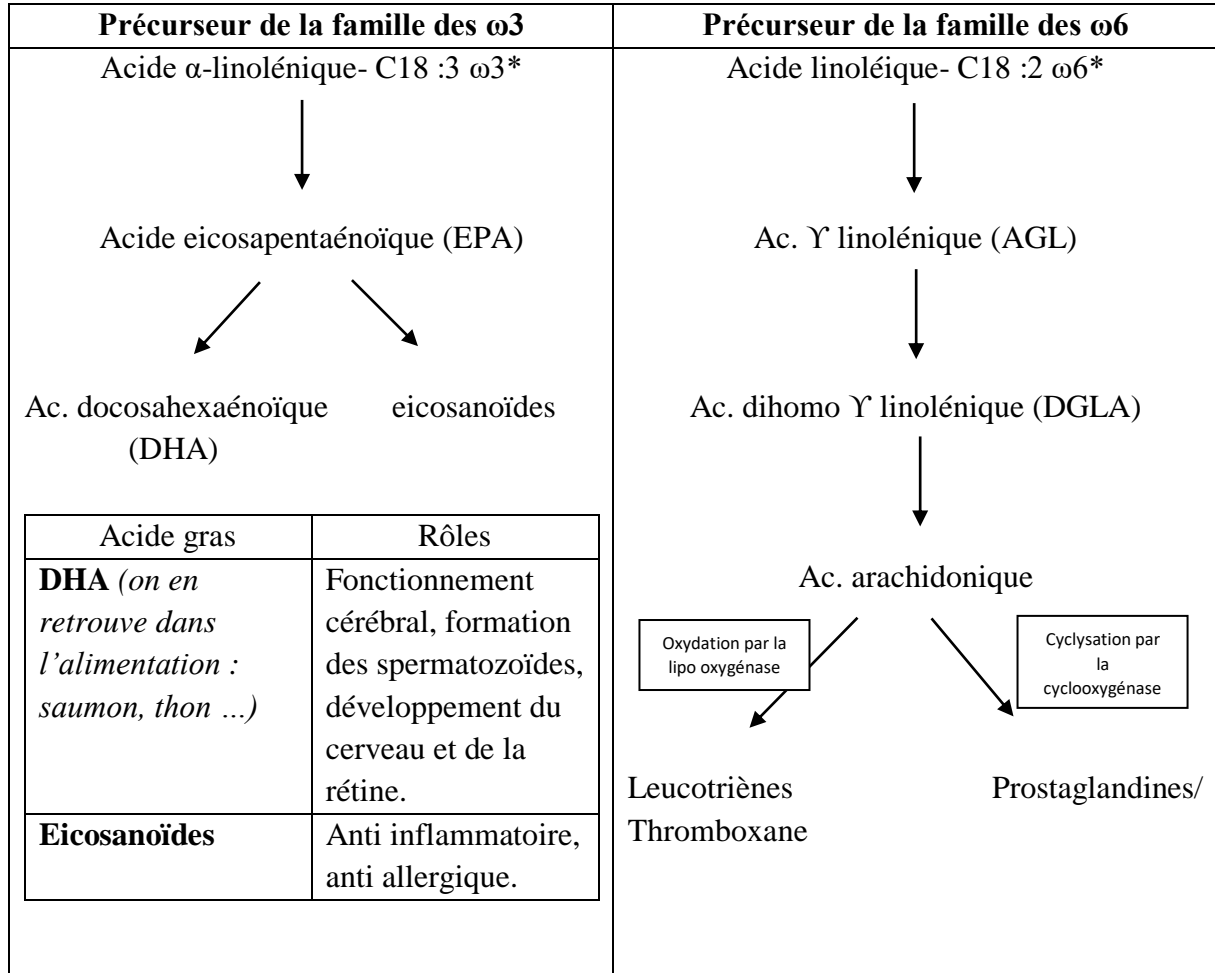 Précurseur de la famille des ω3
Acide α-linolénique- C18 :3 ω3*
Acide eicosapentaénoïque (EPA)
Ac. docosahexaénoïque
(DHA)
eicosanoïdes
Acide gras
Rôles
DHA (on en
retrouve dans
l’alimentation :
saumon, thon …)
Fonctionnement
cérébral, formation
des spermatozoïdes,
développement du
cerveau et de la
rétine.
Eicosanoïdes
Anti inflammatoire,
anti allergique.
Précurseur de la famille des ω6
Acide linoléique- C18 :2 ω6*
Ac. ϒ linolénique (AGL)
Ac. dihomo ϒ linolénique (DGLA)
Ac. arachidonique
Oxydation par la
lipo oxygénase
Cyclysation par
la
cyclooxygénase
Leucotriènes
Prostaglandines/
Thromboxane